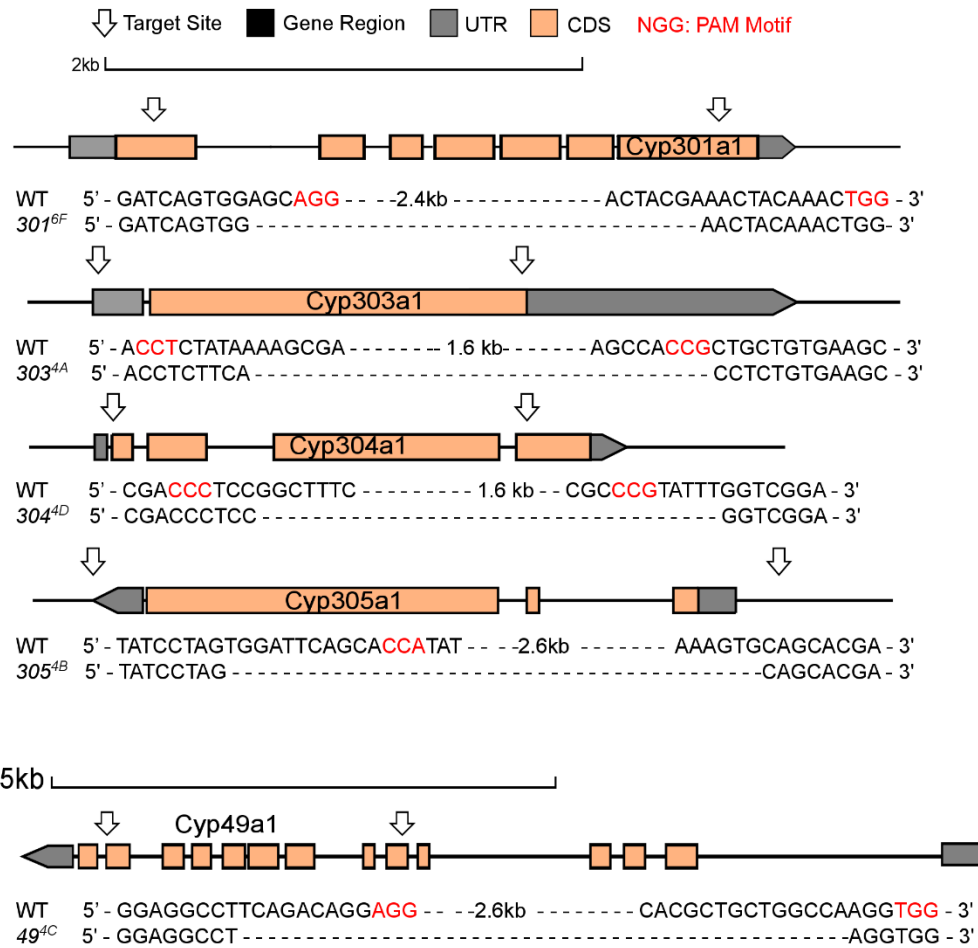 Target Site Gene Region UTR CDS NGG: PAM Motif
2kb
Cyp301a1
WT 5' - GATCAGTGGAGCAGG - - - -2.4kb - - - - - - - - - - - - ACTACGAAACTACAAACTGG - 3'
301^6F 5' - GATCAGTGG - - - - - - - - - - - - - - - - - - - - - - - - - - - - - - - - - - - AACTACAAACTGG- 3'
Cyp303a1
WT 5' - ACCTCTATAAAAGCGA - - - - - - - - -- 1.6 kb- - - - - - - AGCCACCGCTGCTGTGAAGC - 3'
303^4A 5' - ACCTCTTCA - - - - - - - - - - - - - - - - - - - - - - - - - - - - - - - - - - - - CCTCTGTGAAGC - 3'
Cyp304a1
WT 5' - CGACCCTCCGGCTTTC - - - - - - - - - - 1.6 kb - - CGCCCGTATTTGGTCGGA - 3'
304^4D 5' - CGACCCTCC - - - - - - - - - - - - - - - - - - - - - - - - - - - - - - - - - - - - GGTCGGA - 3'
Cyp305a1
WT 5' - TATCCTAGTGGATTCAGCACCATAT - - --2.6kb - - - - - - - AAAGTGCAGCACGA - 3'
305^4B 5' - TATCCTAG- - - - - - - - - - - - - - - - - - - - - - - - - - - - - - - - - - - - - - - - CAGCACGA - 3'
5kb
Cyp49a1
WT 5' - GGAGGCCTTCAGACAGGAGG - - - -2.6kb - - - - - - - - CACGCTGCTGGCCAAGGTGG - 3'
49^4C 5' - GGAGGCCT- - - - - - - - - - - - - - - - - - - - - - - - - - - - - - - - - - - - - - - - - - - - - AGGTGG - 3'